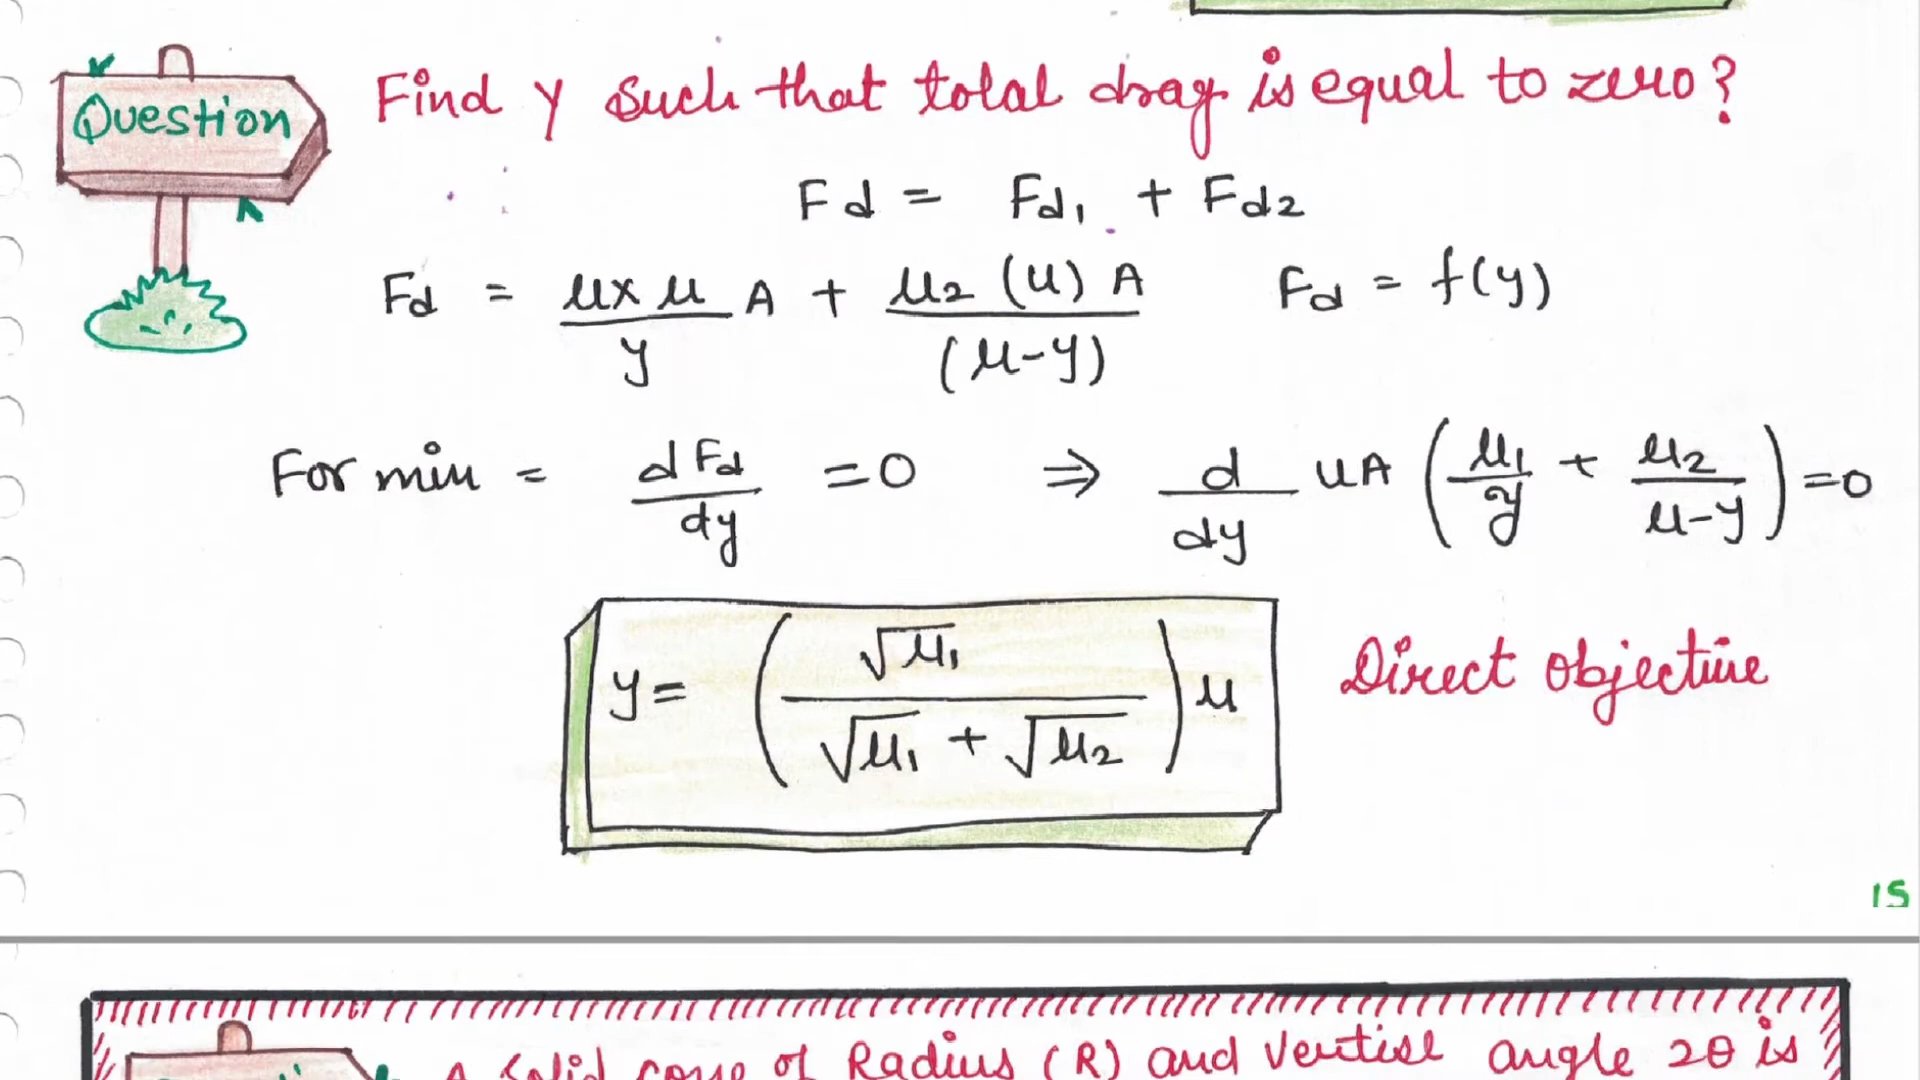 Question
Find y such that total drag is equal to zero?
Fd = Fd1 + Fd2
Fd = μxμ/y A + μ2 (u) A/(μ-y) Fd = f(y)
For min = dFd/dy =0 ⇒ d/dy uA (μ1/y + μ2/(μ-y)) =0
y= (√μ1/(√μ1 + √μ2)) μ Direct objective
15
A solid cone of Radius (R) and Vertise angle 2θ is